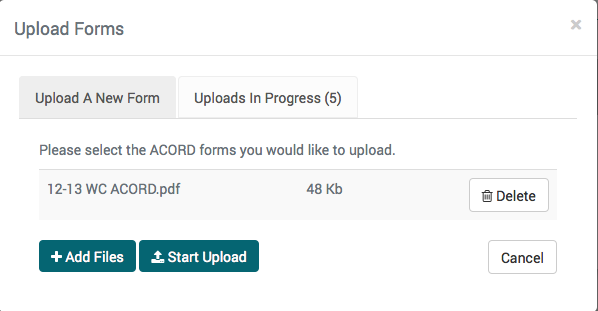 Upload Forms
×
Upload A New Form
Uploads In Progress (5)
Please select the ACORD forms you would like to upload.
12-13 WC ACORD.pdf 48 Kb Delete
Add Files Start Upload Cancel